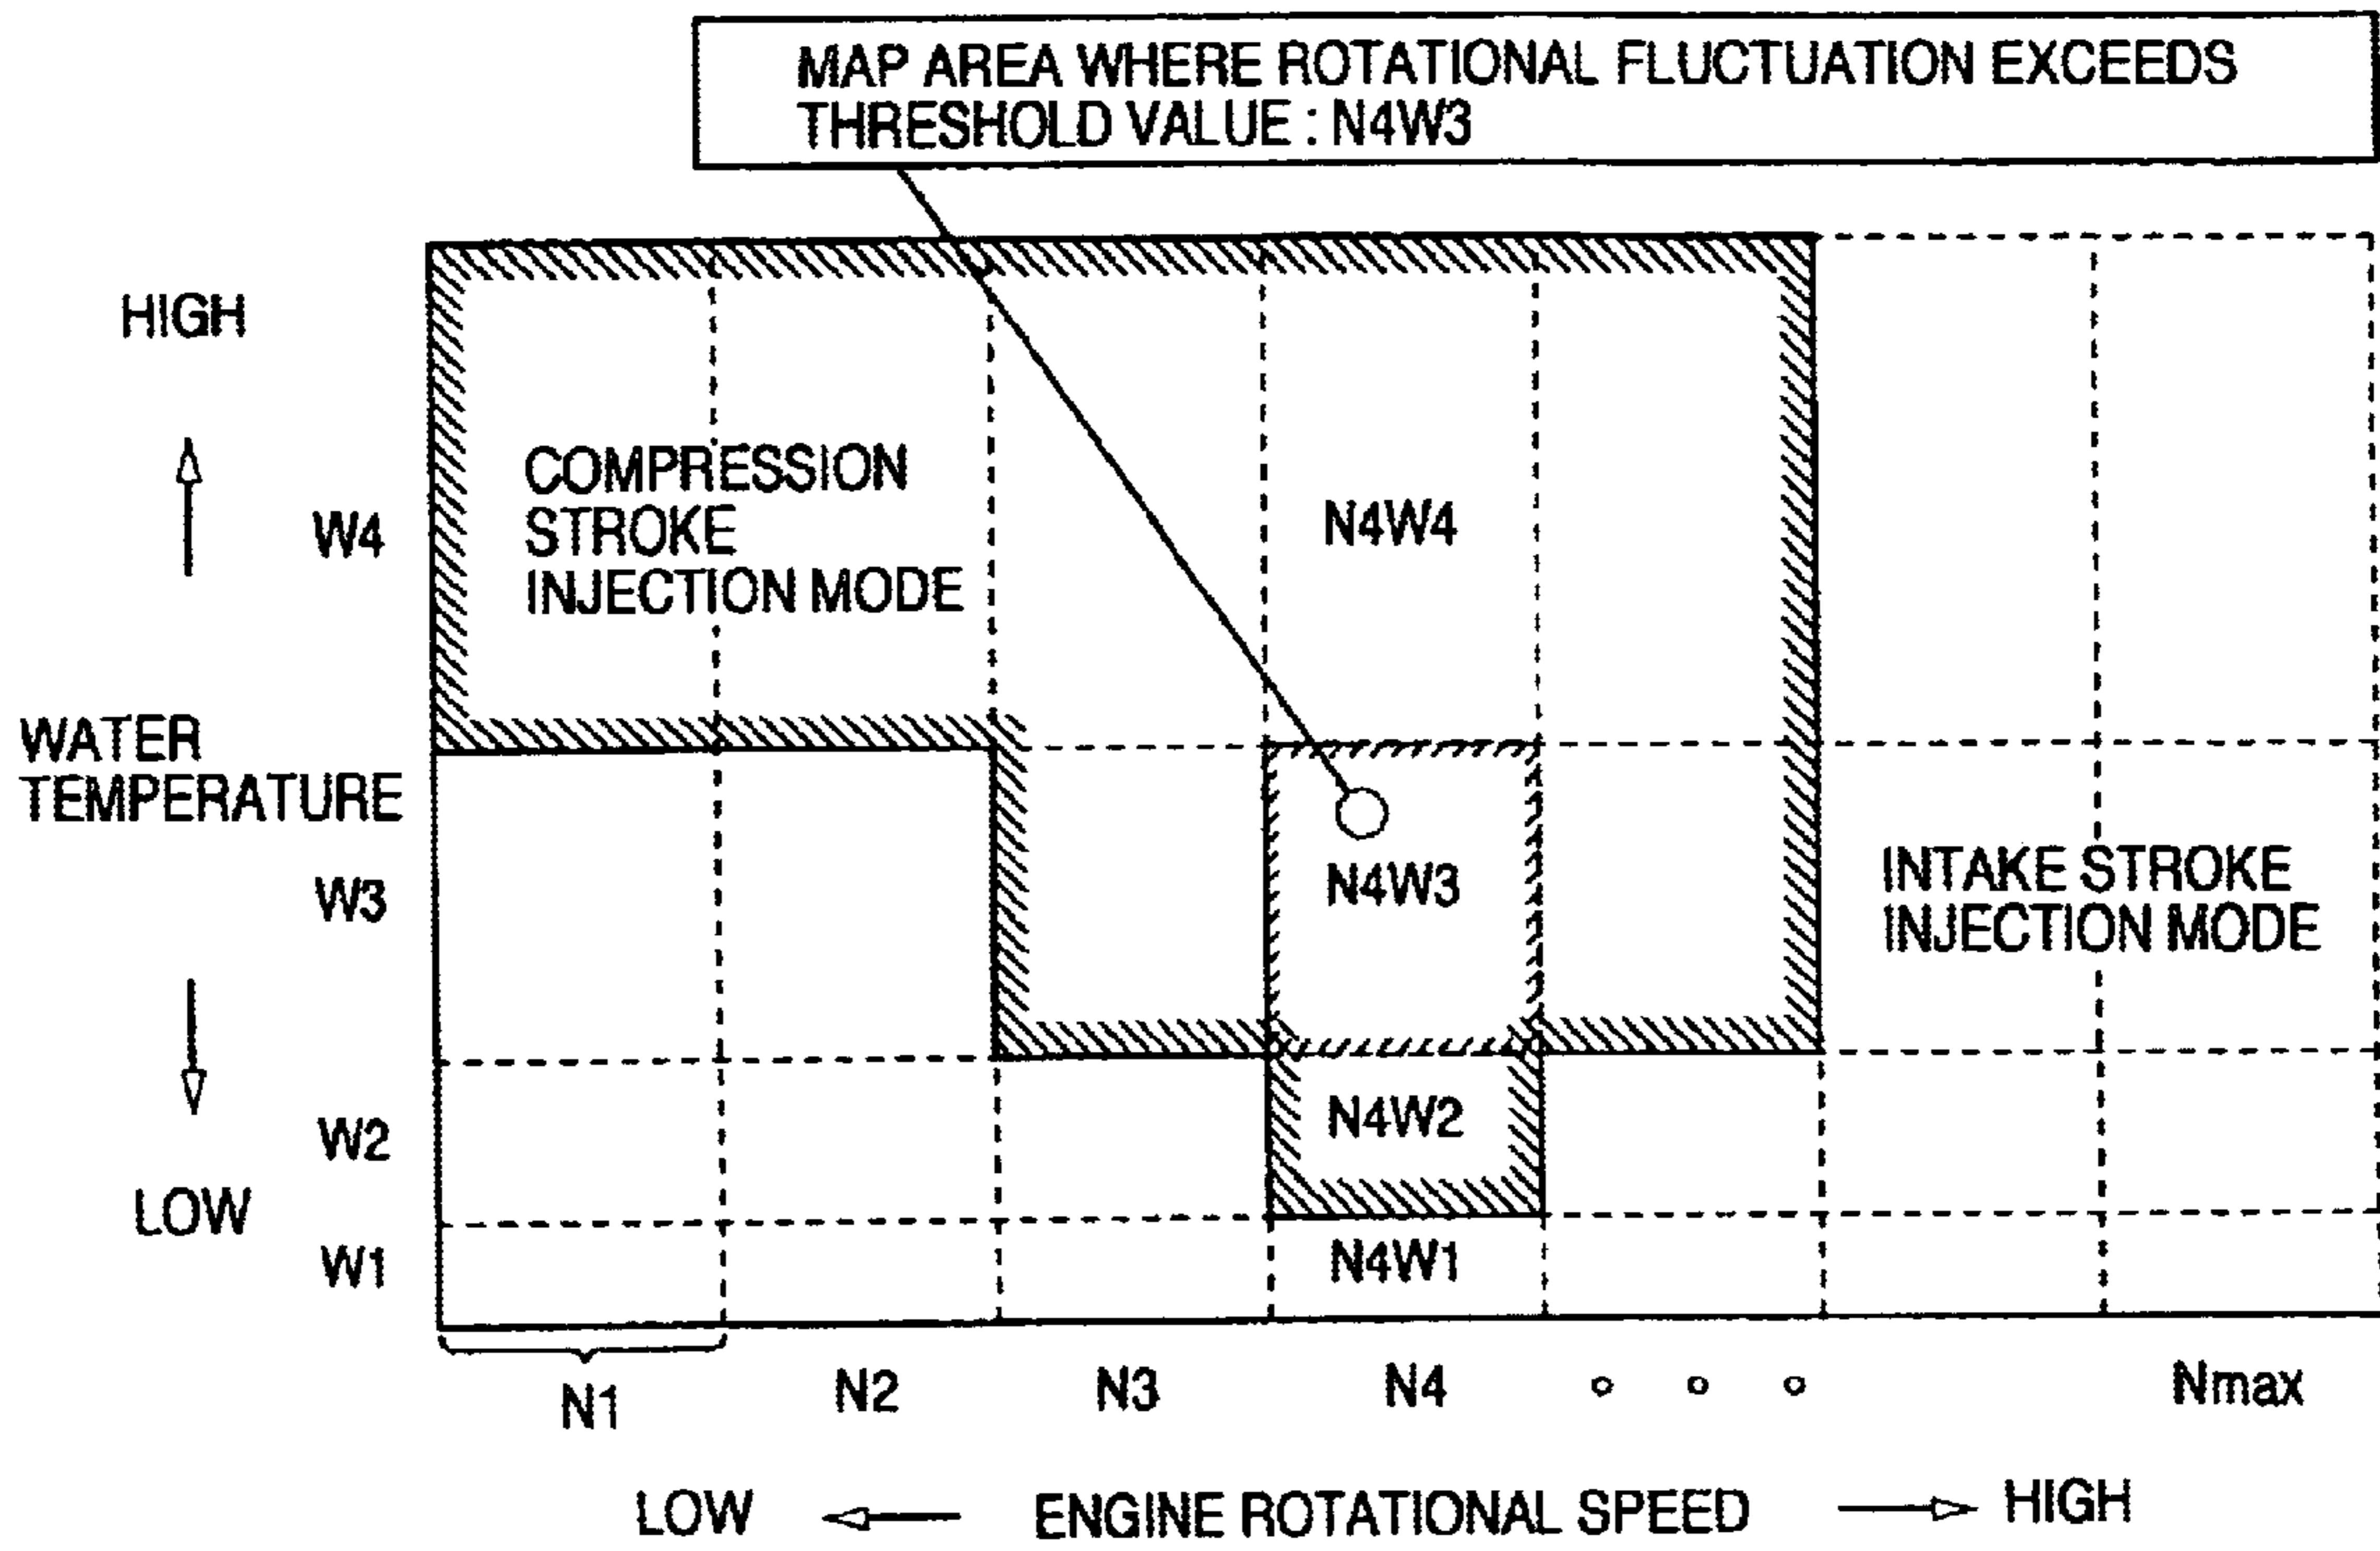 MAP AREA WHERE ROTATIONAL FLUCTUATION EXCEEDS
THRESHOLD VALUE : N4W3
HIGH
COMPRESSION
STROKE
INJECTION MODE
W4
N4W4
WATER
TEMPERATURE
W3
N4W3
INTAKE STROKE
INJECTION MODE
W2
N4W2
LOW
W1
N4W1
N1 N2 N3 N4 Nmax
LOW ENGINE ROTATIONAL SPEED HIGH